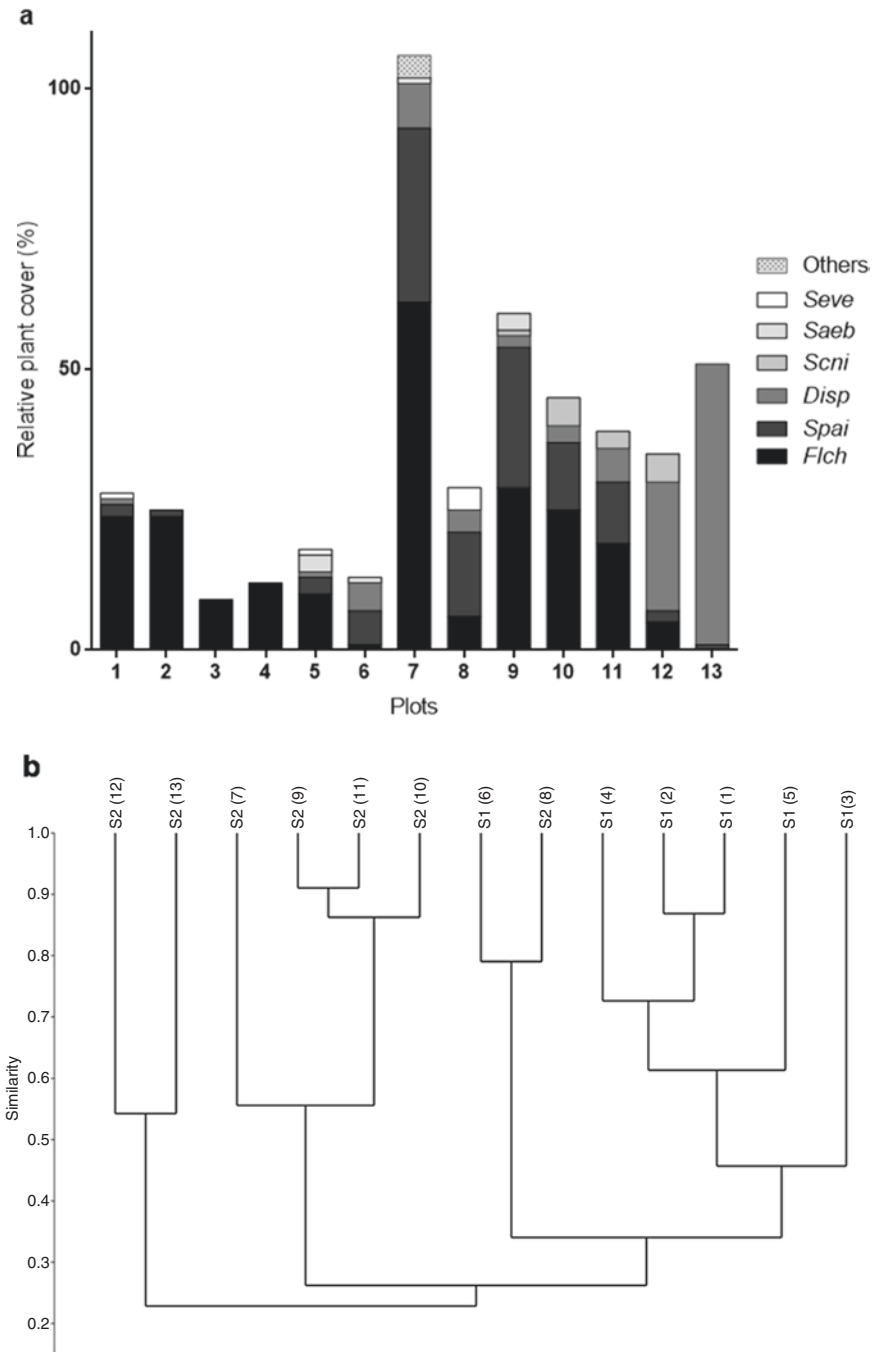 a
Relative plant cover (%)
100
50
0
1 2 3 4 5 6 7 8 9 10 11 12 13
Plots
Others
Seve
Saeb
Scni
Disp
Spai
Flch
b
S2 (12) S2 (13) S2 (7) S2 (9) S2 (11) S2 (10) S1 (6) S2 (8) S1 (4) S1 (2) S1 (1) S1 (5) S1(3)
Similarity
1.0
0.9
0.8
0.7
0.6
0.5
0.4
0.3
0.2